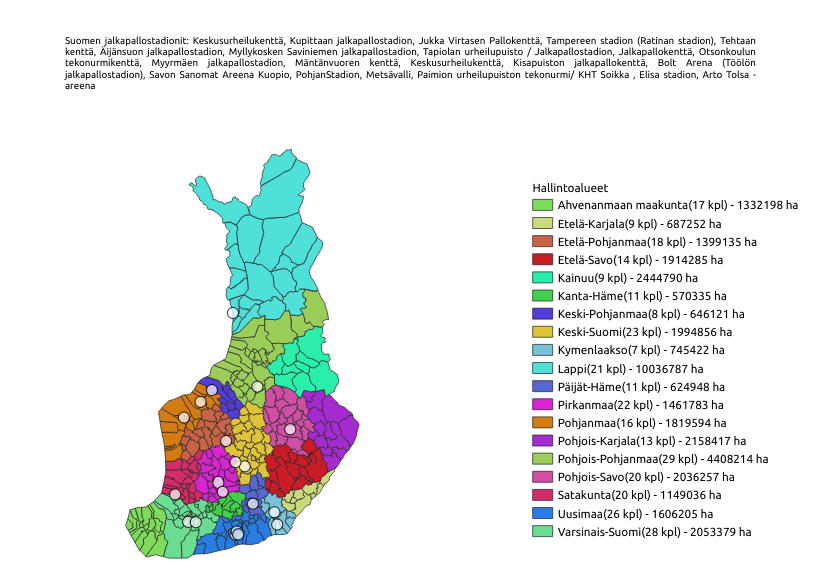 Suomen jalkapallostadionit: Keskusurheilukenttä, Kupittaan jalkapallostadion, Jukka Virtasen Pallokenttä, Tampereen stadion (Ratinan stadion), Tehtaan
kenttä, Äijänsuon jalkapallostadion, Myllykosken Saviniemen jalkapallostadion, Tapiolan urheilupuisto / Jalkapallostadion, Jalkapallokenttä, Otsonkoulun
tekonurmikenttä, Myyrmäen jalkapallostadion, Mäntänvuoren kenttä, Keskusurheilukenttä, Kisapuiston jalkapallokenttä, Bolt Arena (Töölön
jalkapallostadion), Savon Sanomat Areena Kuopio, PohjanStadion, Metsävalli, Paimion urheilupuiston tekonurmi/ KHT Soikka , Elisa stadion, Arto Tolsa -
areena
Hallintoalueet
Ahvenanmaan maakunta(17 kpl) - 1332198 ha
Etelä-Karjala(9 kpl) - 687252 ha
Etelä-Pohjanmaa(18 kpl) - 1399135 ha
Etelä-Savo(14 kpl) - 1914285 ha
Kainuu(9 kpl) - 2444790 ha
Kanta-Häme(11 kpl) - 570335 ha
Keski-Pohjanmaa(8 kpl) - 646121 ha
Keski-Suomi(23 kpl) - 1994856 ha
Kymenlaakso(7 kpl) - 745422 ha
Lappi(21 kpl) - 10036787 ha
Päijät-Häme(11 kpl) - 624948 ha
Pirkanmaa(22 kpl) - 1461783 ha
Pohjanmaa(16 kpl) - 1819594 ha
Pohjois-Karjala(13 kpl) - 2158417 ha
Pohjois-Pohjanmaa(29 kpl) - 4408214 ha
Pohjois-Savo(20 kpl) - 2036257 ha
Satakunta(20 kpl) - 1149036 ha
Uusimaa(26 kpl) - 1606205 ha
Varsinais-Suomi(28 kpl) - 2053379 ha